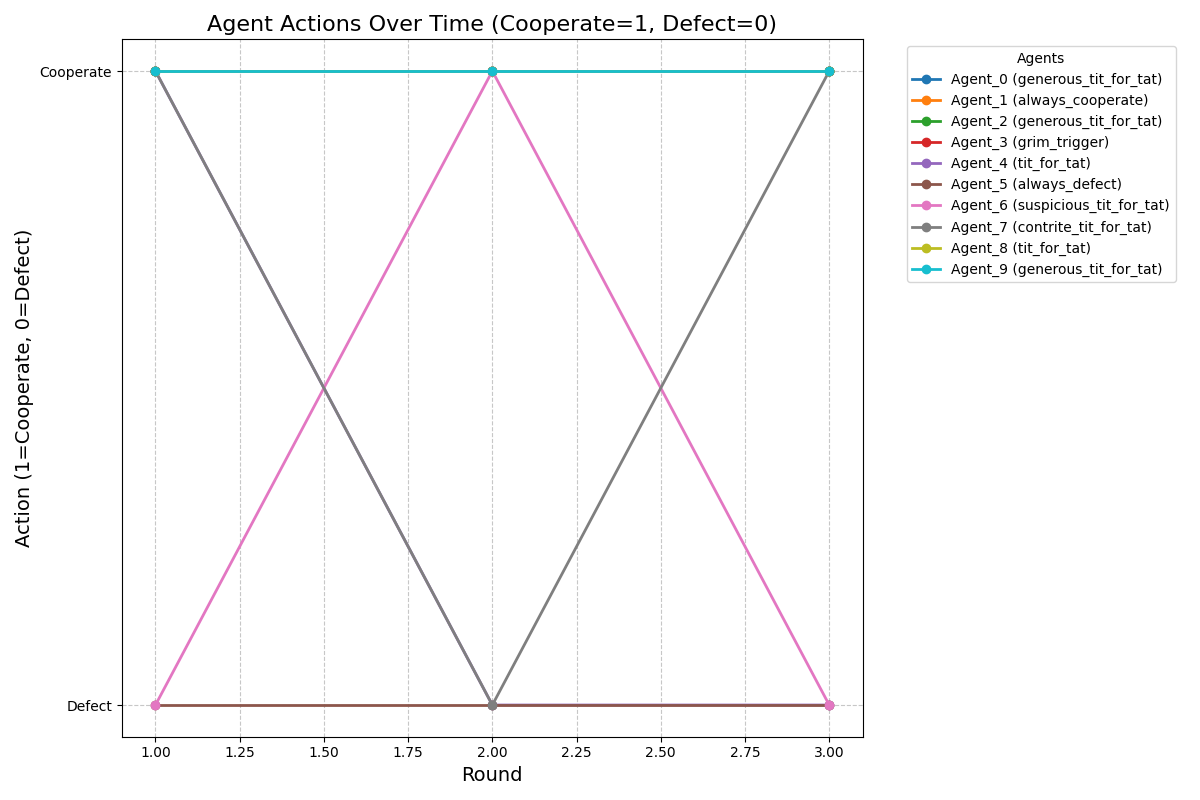 Agent Actions Over Time (Cooperate=1, Defect=0)
Cooperate
Defect
Action (1=Cooperate, 0=Defect)
1.00 1.25 1.50 1.75 2.00 2.25 2.50 2.75 3.00
Round
Agents
Agent_0 (generous_tit_for_tat)
Agent_1 (always_cooperate)
Agent_2 (generous_tit_for_tat)
Agent_3 (grim_trigger)
Agent_4 (tit_for_tat)
Agent_5 (always_defect)
Agent_6 (suspicious_tit_for_tat)
Agent_7 (contrite_tit_for_tat)
Agent_8 (tit_for_tat)
Agent_9 (generous_tit_for_tat)